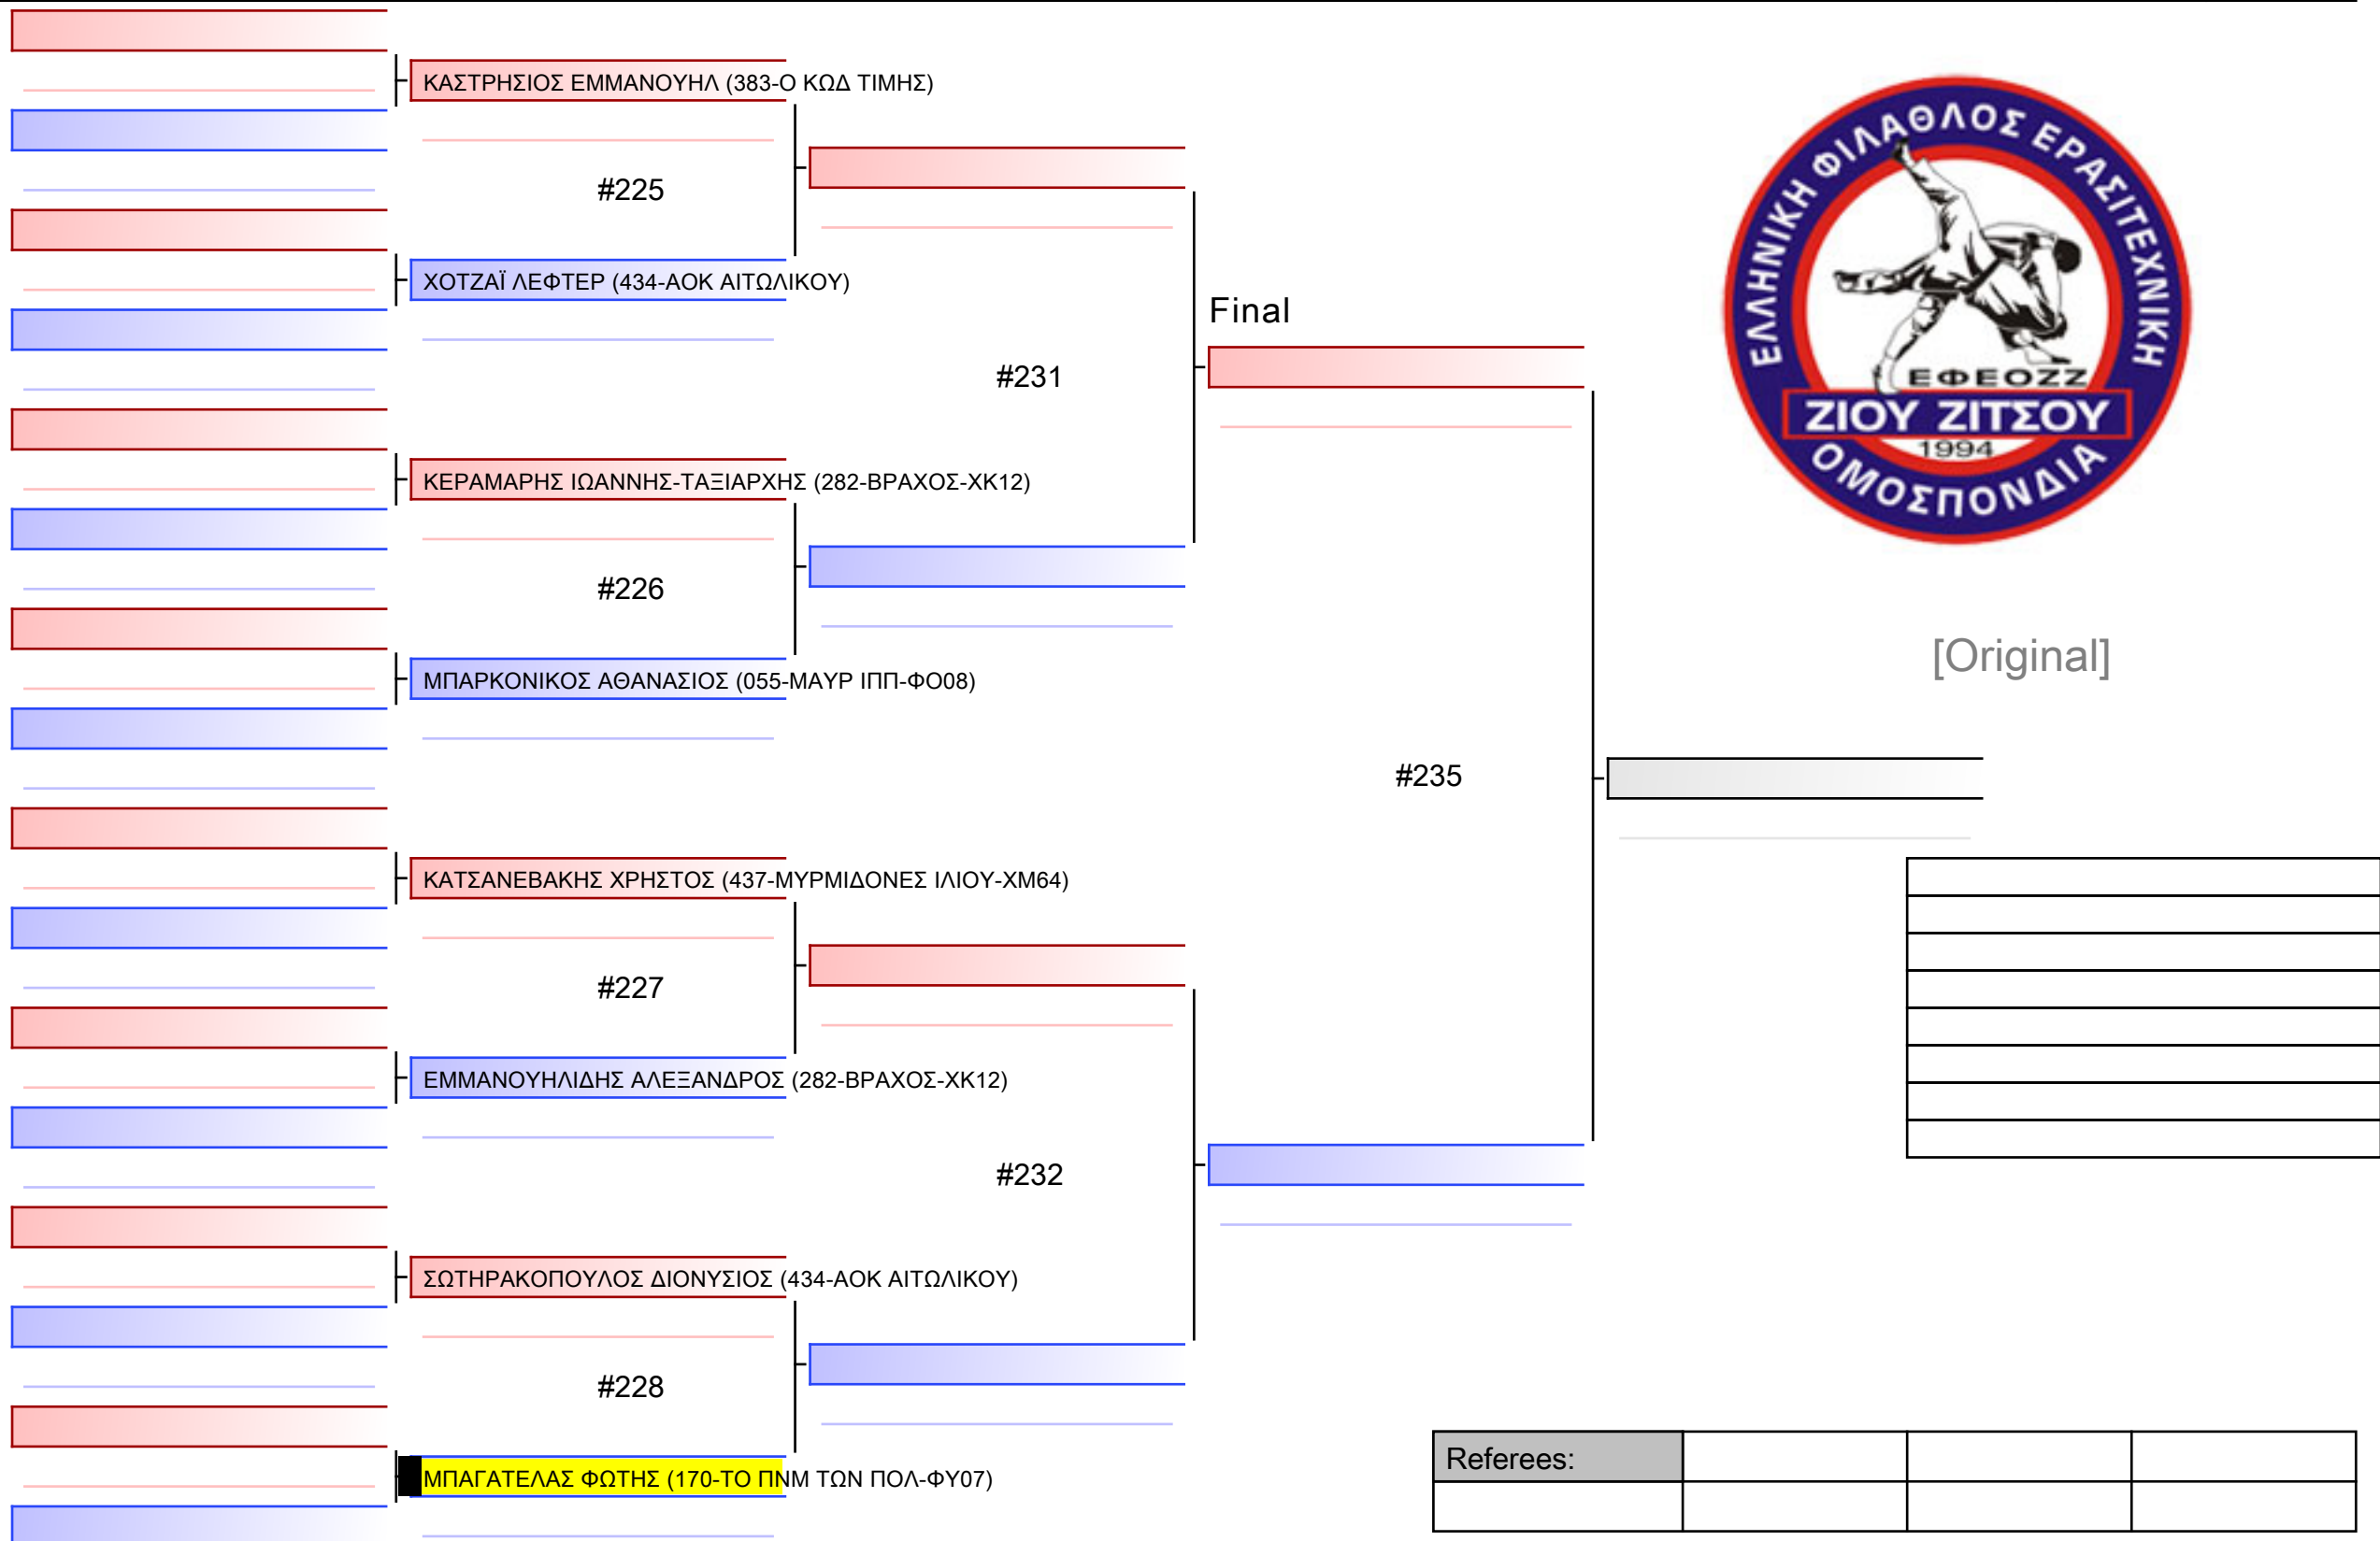 ΚΑΣΤΡΗΣΙΟΣ ΕΜΜΑΝΟΥΗΛ (383-Ο ΚΩΔ ΤΙΜΗΣ)
#225
ΧΟΤΖΑΪ ΛΕΦΤΕΡ (434-ΑΟΚ ΑΙΤΩΛΙΚΟΥ)
#231
ΚΕΡΑΜΑΡΗΣ ΙΩΑΝΝΗΣ-ΤΑΞΙΑΡΧΗΣ (282-ΒΡΑΧΟΣ-ΧΚ12)
#226
ΜΠΑΡΚΟΝΙΚΟΣ ΑΘΑΝΑΣΙΟΣ (055-ΜΑΥΡ ΙΠΠ-ΦΟ08)
Final
#235
ΚΑΤΣΑΝΕΒΑΚΗΣ ΧΡΗΣΤΟΣ (437-ΜΥΡΜΙΔΟΝΕΣ ΙΛΙΟΥ-ΧΜ64)
#227
ΕΜΜΑΝΟΥΗΛΙΔΗΣ ΑΛΕΞΑΝΔΡΟΣ (282-ΒΡΑΧΟΣ-ΧΚ12)
#232
ΣΩΤΗΡΑΚΟΠΟΥΛΟΣ ΔΙΟΝΥΣΙΟΣ (434-ΑΟΚ ΑΙΤΩΛΙΚΟΥ)
#228
ΜΠΑΓΑΤΕΛΑΣ ΦΩΤΗΣ (170-ΤΟ ΠΝΜ ΤΩΝ ΠΟΛ-ΦΥ07)
ΕΛΛΗΝΙΚΗ ΦΙΛΑΘΛΟΣ ΕΡΑΣΙΤΕΧΝΙΚΗ
ΕΦΕΟΖΖ
ΖΙΟΥ ΖΙΤΣΟΥ
1994
ΟΜΟΣΠΟΝΔΙΑ
[Original]
Referees: